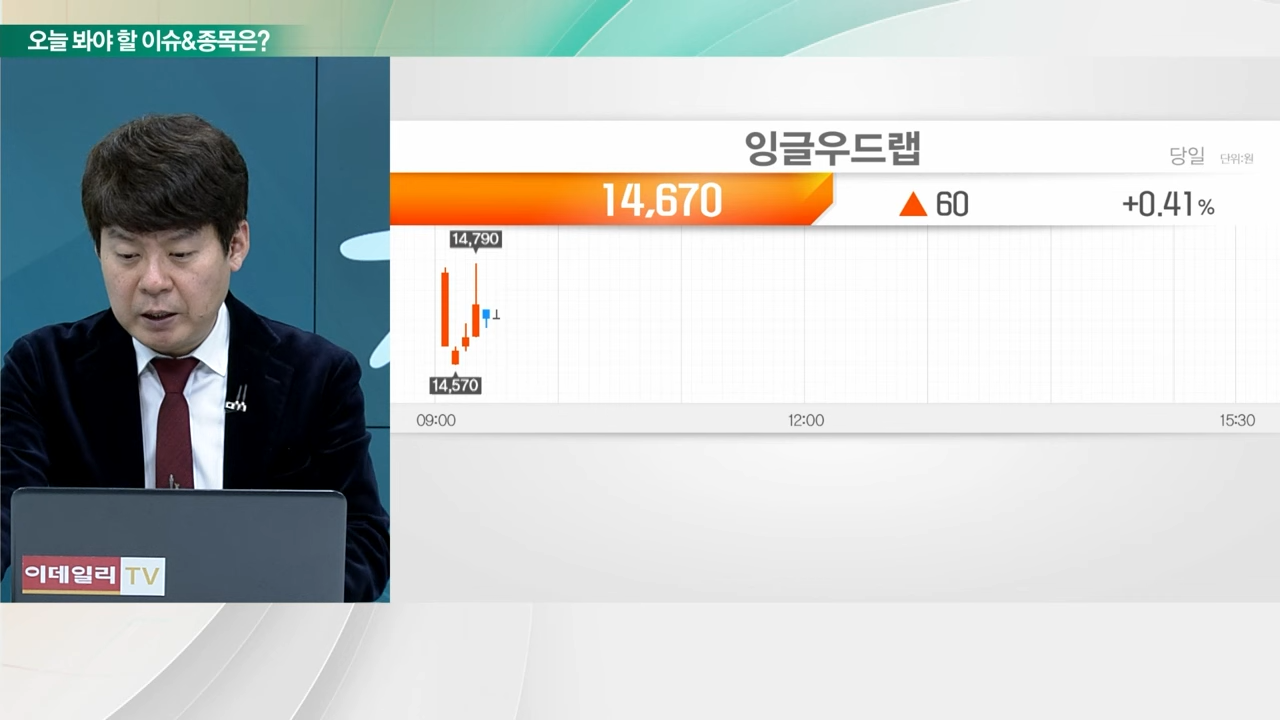 오늘 봐야 할 이슈&종목은?
잉글우드랩
당일 단위:원
14,670 ▲ 60 +0.41%
14,790
14,570
09:00 12:00 15:30
이데일리 TV